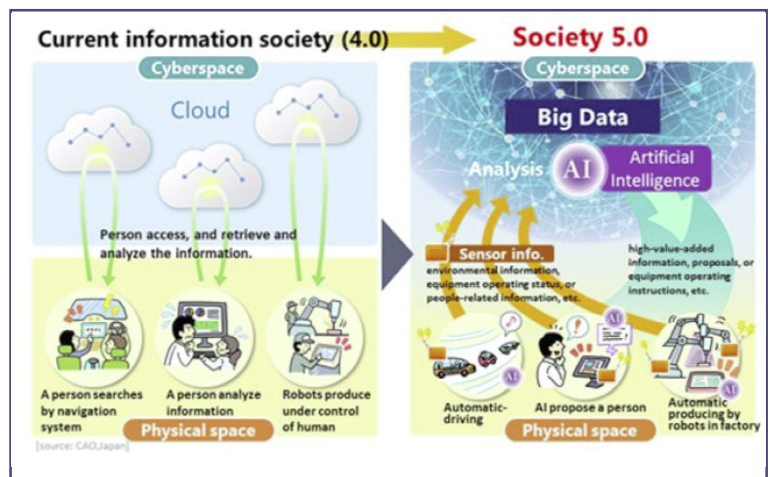 Current information society (4.0)
Society 5.0
Cyberspace
Cloud
Person access, and retrieve and
analyze the information.
A person searches
by navigation
system
A person analyze
information
Robots produce
under control
of human
Physical space
[source: CAO,Japan]
Cyberspace
Big Data
Analysis
AI
Artificial
Intelligence
Sensor info.
environmental information,
equipment operating status, or
people-related information, etc.
high-value-added
information, proposals, or
equipment operating
instructions, etc.
AI
AI
AI
Automatic-
driving
AI propose a person
Automatic
producing by
robots in factory
Physical space